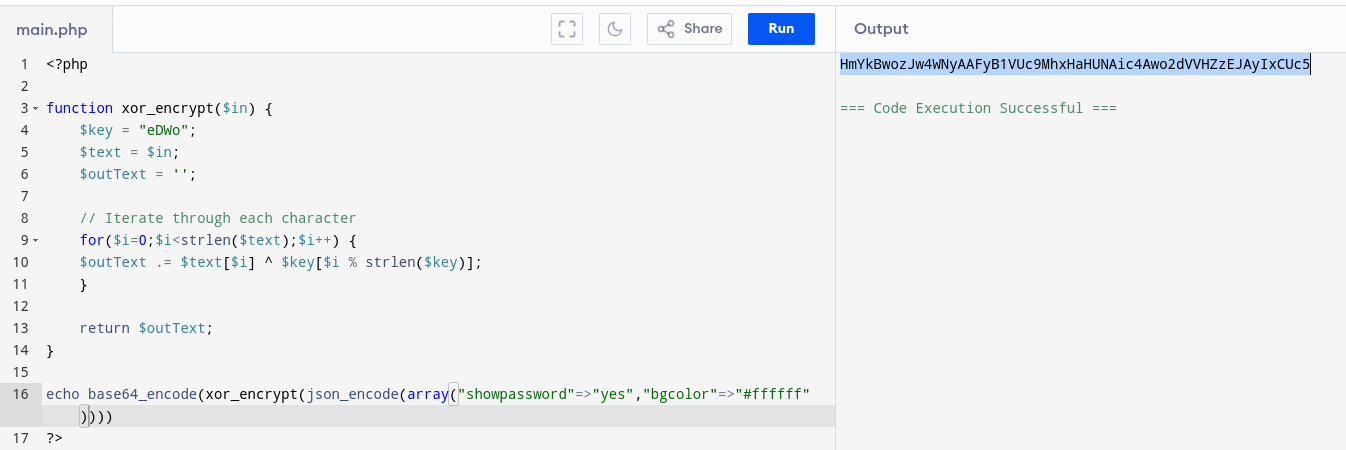 main.php
Share
Run
Output
1 <?php
2
3 function xor_encrypt($in) {
4 $key = "eDWo";
5 $text = $in;
6 $outText = '';
7
8 // Iterate through each character
9 for($i=0;$i<strlen($text);$i++) {
10 $outText .= $text[$i] ^ $key[$i % strlen($key)];
11 }
12
13 return $outText;
14 }
15
16 echo base64_encode(xor_encrypt(json_encode(array("showpassword"=>"yes","bgcolor"=>"#ffffff"
))))
17 ?>
HmYkBwozJw4WNyAAFyB1VUc9MhxHaHUNAic4Awo2dVVHZzEJAyIxCUc5
=== Code Execution Successful ===